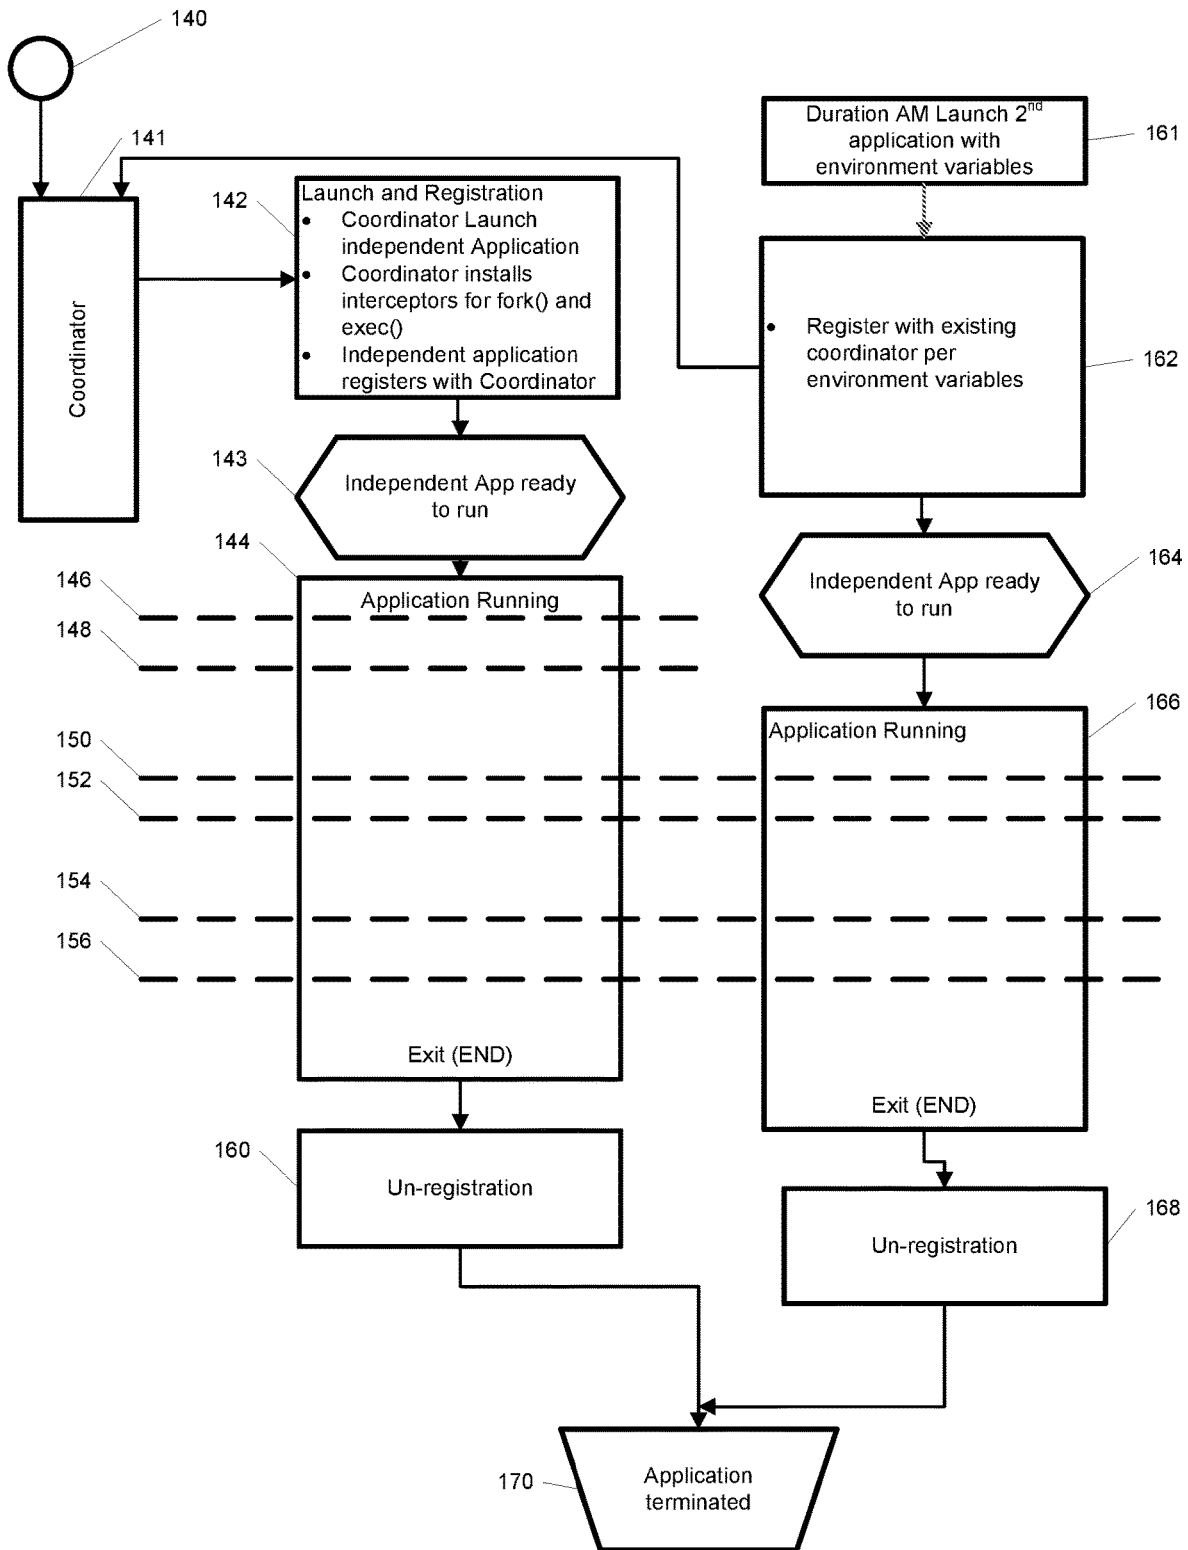 140
141
Coordinator
142
Launch and Registration
• Coordinator Launch
independent Application
• Coordinator installs
interceptors for fork() and
exec()
• Independent application
registers with Coordinator
Duration AM Launch 2nd
application with
environment variables
161
• Register with existing
coordinator per
environment variables
162
143
Independent App ready
to run
144
Application Running
146
148
150
152
154
156
Exit (END)
164
Independent App ready
to run
166
Application Running
Exit (END)
160
Un-registration
168
Un-registration
170
Application
terminated